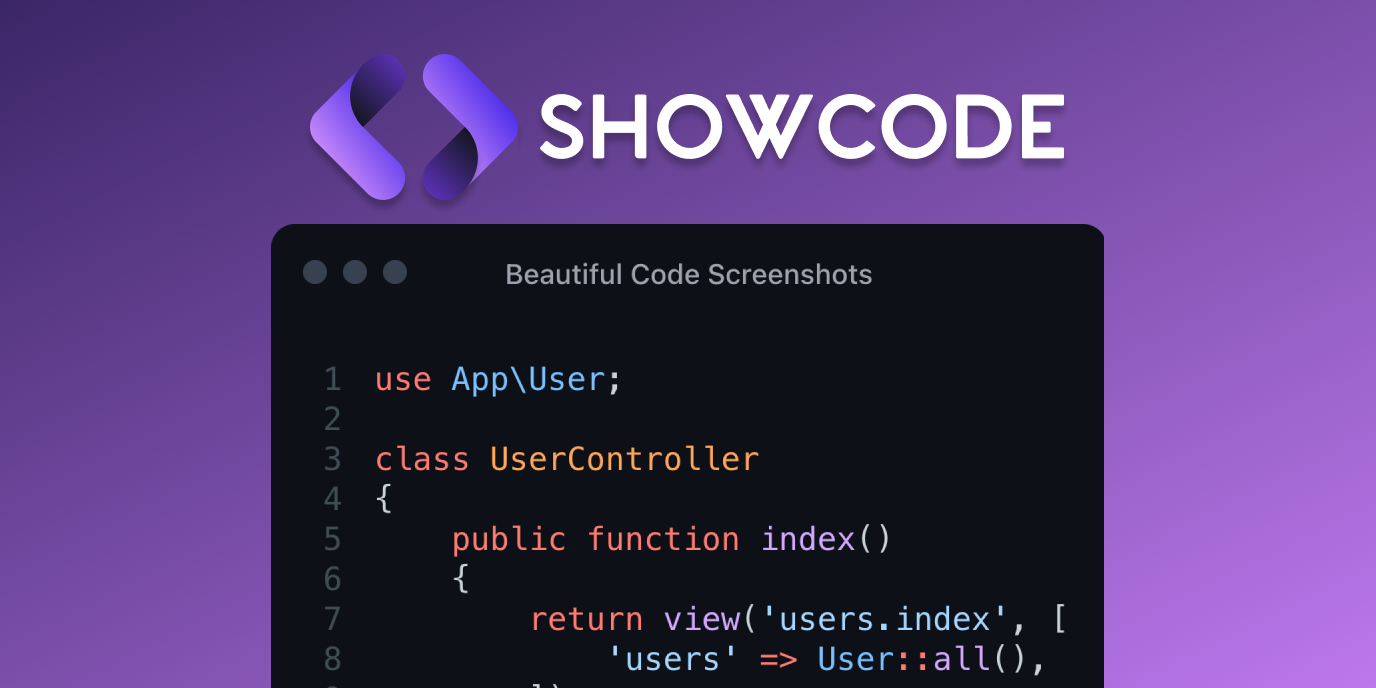 SHOWCODE
Beautiful Code Screenshots
1 use App\User;
2
3 class UserController
4 {
5     public function index()
6     {
7         return view('users.index', [
8             'users' => User::all(),